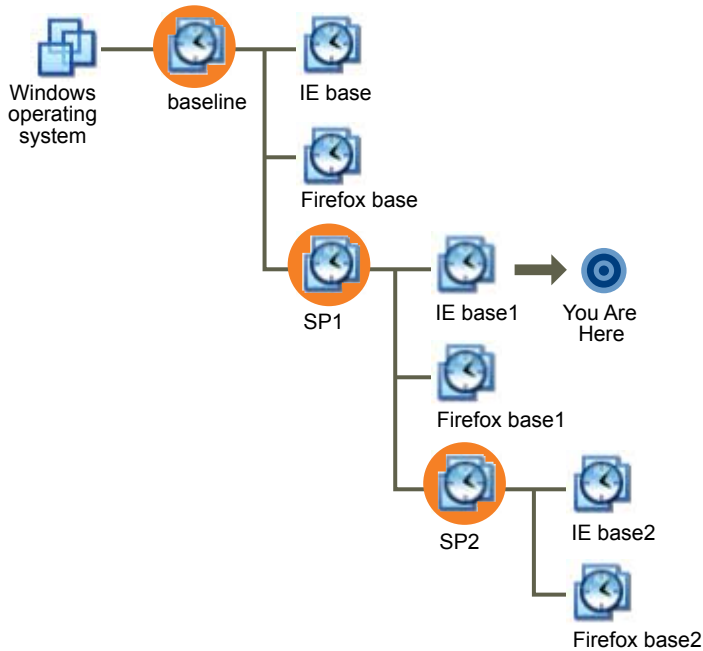 Windows
operating
system
baseline
IE base
Firefox base
SP1
IE base1
You Are
Here
Firefox base1
SP2
IE base2
Firefox base2